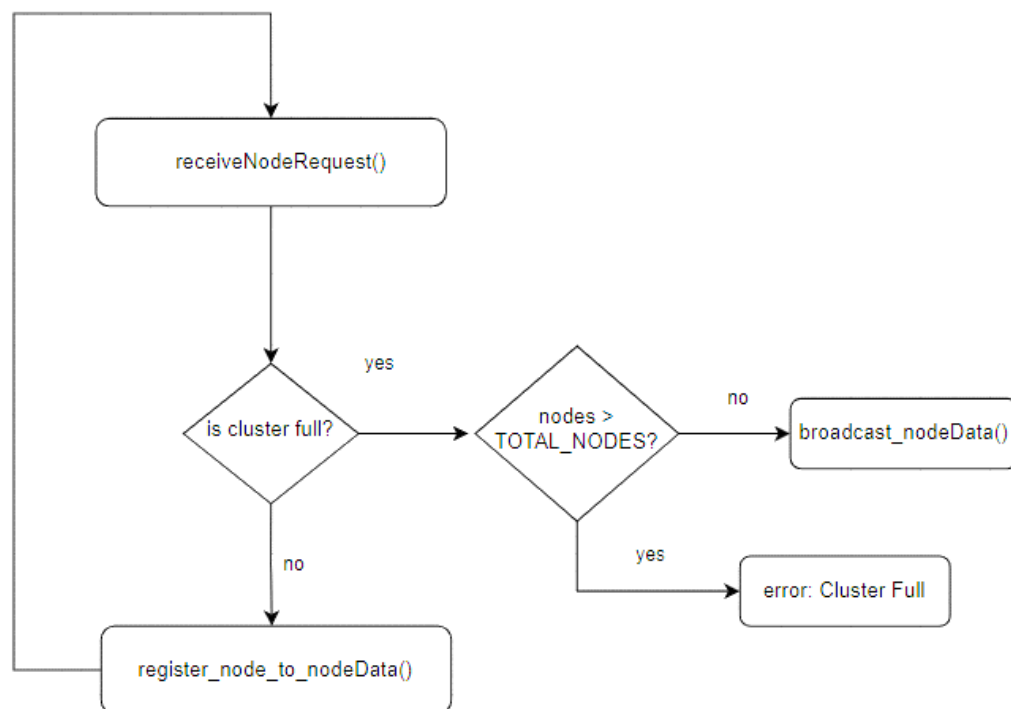 receiveNodeRequest()
yes
is cluster full?
nodes >
TOTAL_NODES?
no
broadcast_nodeData()
no
yes
error: Cluster Full
register_node_to_nodeData()